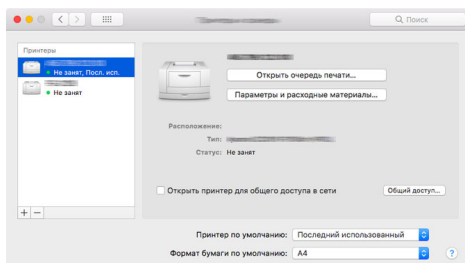 Поиск
Принтеры
Не занят, Посл. исп.
Не занят
Открыть очередь печати...
Параметры и расходные материалы...
Расположение:
Тип:
Статус: Не занят
Открыть принтер для общего доступа в сети
Общий доступ...
Принтер по умолчанию: Последний использованный
Формат бумаги по умолчанию: A4
?